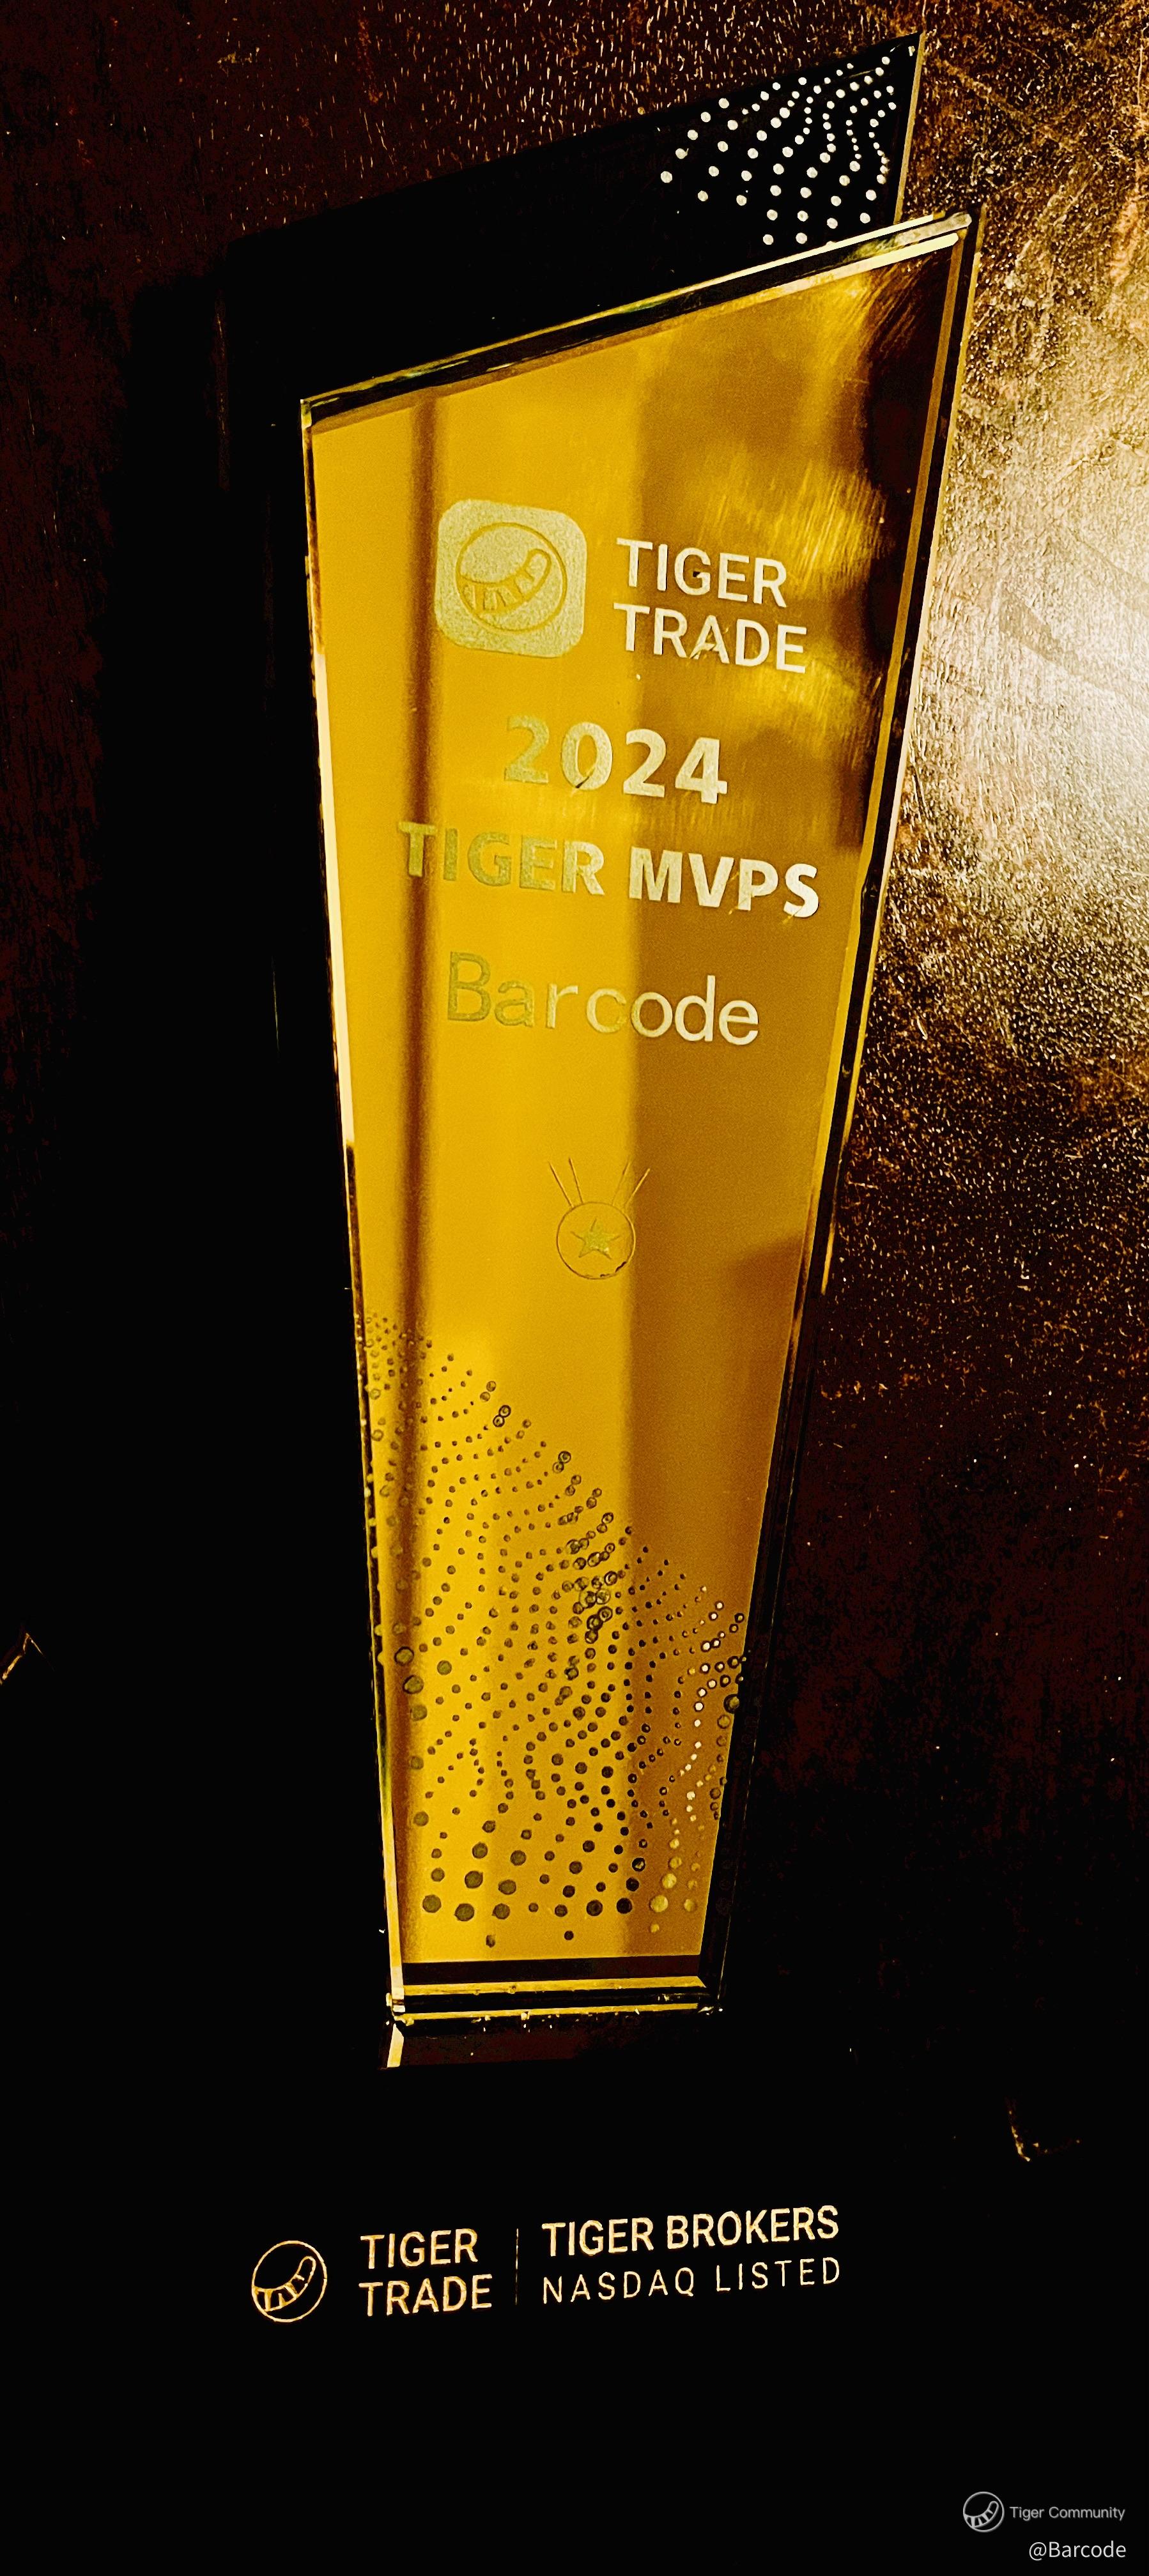 TIGER
TRADE
2024
TIGER MVPS
Barcode
TIGER
TRADE
TIGER BROKERS
NASDAQ LISTED
Tiger Community
@Barcode